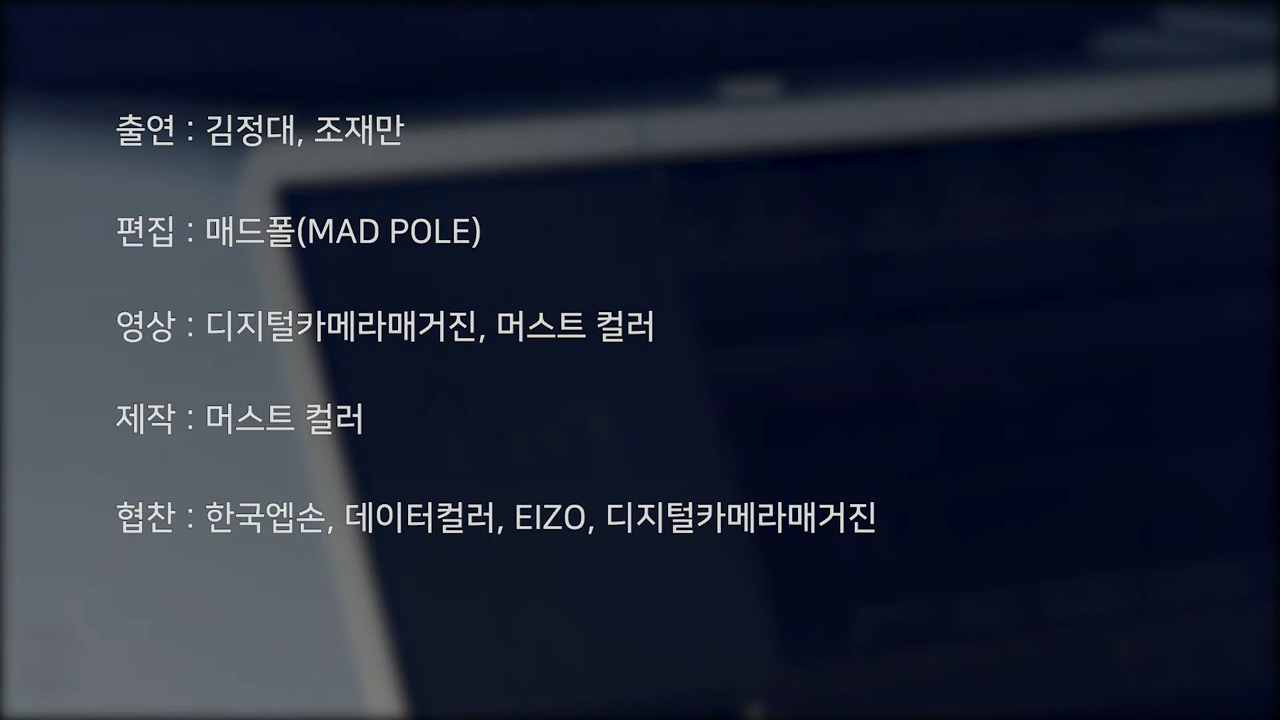 출연 : 김정대, 조재만
편집 : 매드폴(MAD POLE)
영상 : 디지털카메라매거진, 머스트 컬러
제작 : 머스트 컬러
협찬 : 한국엡손, 데이터컬러, EIZO, 디지털카메라매거진